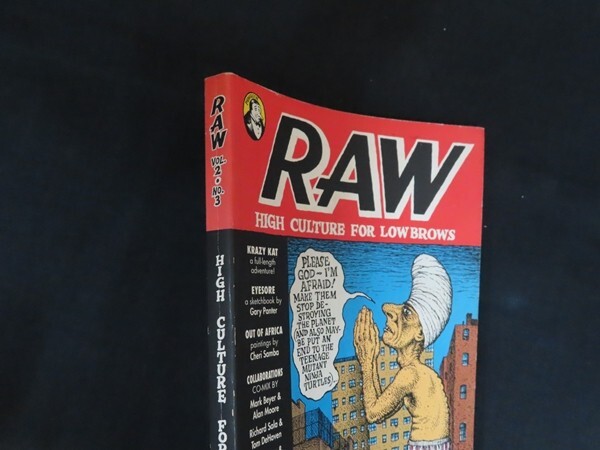 RAW
VOL.
2 • NO.
3
HIGH CULTURE FOR
RAW
HIGH CULTURE FOR LOWBROWS
KRAZY KAT
a full-length
adventure!
EYESORE
a sketchbook by
Gary Panter
OUT OF AFRICA
paintings by
Cheri Samba
COLLABORATIONS
CO-MIX BY
Mark Beyer &
Alan Moore
Richard Sala &
Tom DeHaven
PLEASE
GOD ~ I'M
AFRAID!
MAKE THEM
STOP DE-
STROYING
THE PLANET
(AND ALSO MAY-
BE PUT AN
END TO THE
TEENAGE
MUTANT
NINJA
TURTLES)...